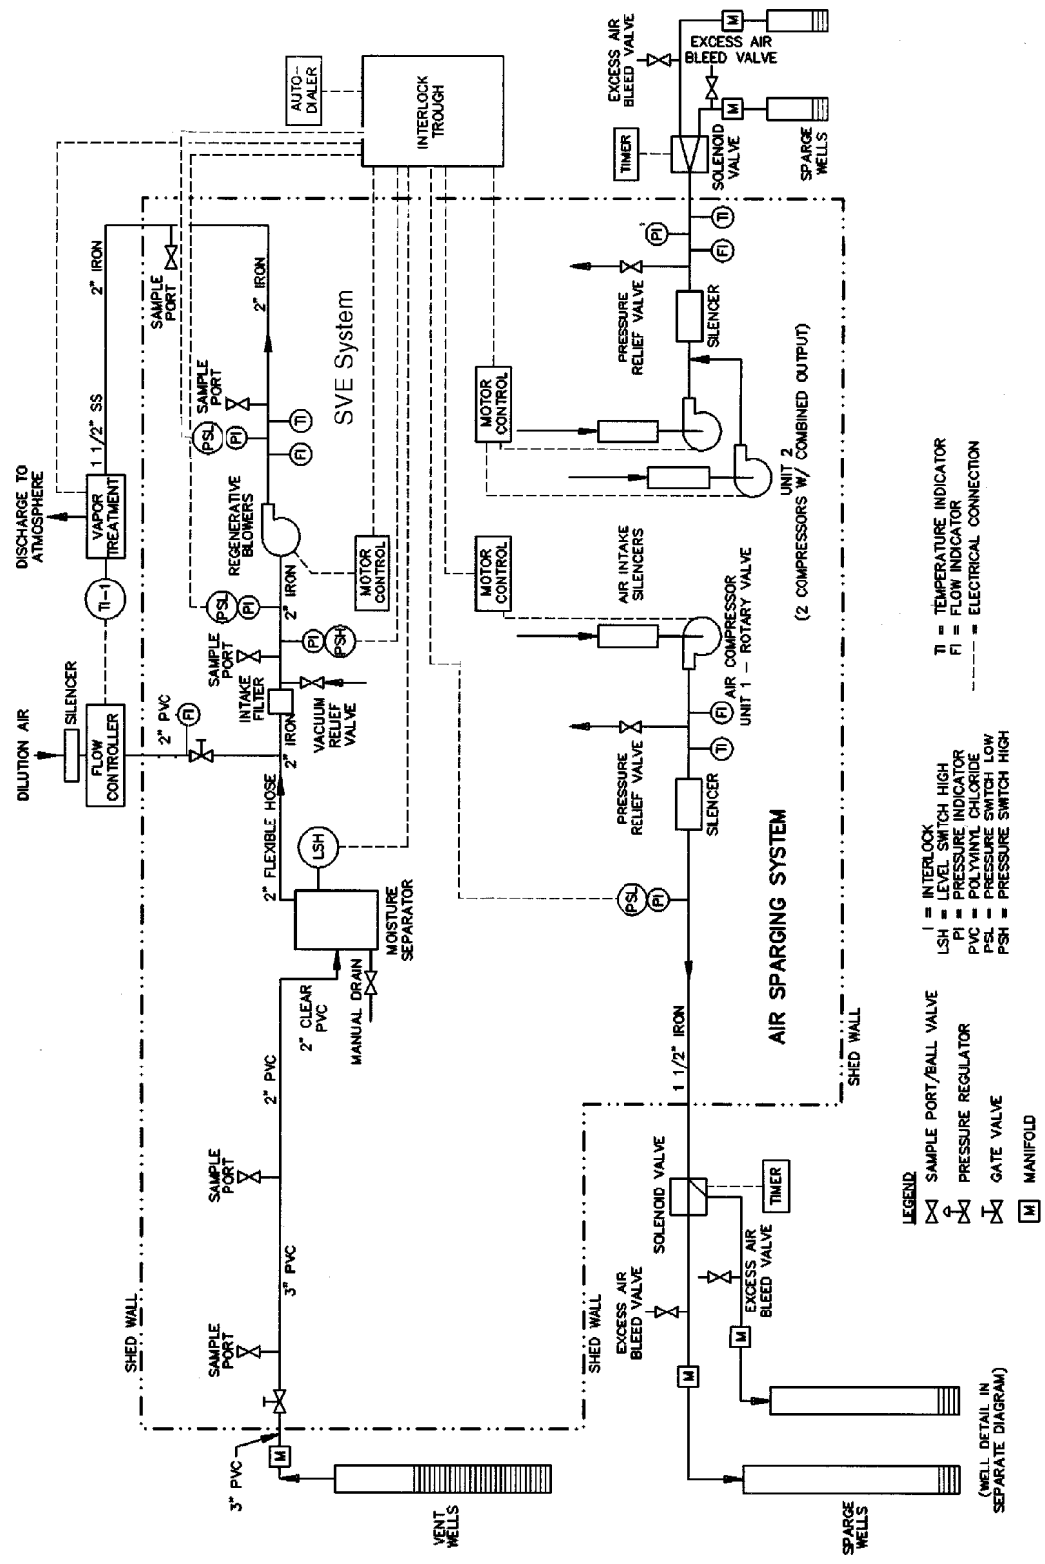 DISCHARGE TO
ATMOSPHERE
DILUTION AIR
SILENCER
FLOW
CONTROLLER
TI-1
VAPOR
TREATMENT
1 1/2" SS
2" IRON
SAMPLE
PORT
2" PVC
FI
AUTO-
DIALER
INTERLOCK
TROUGH
SHED WALL
3" PVC
M
VENT
WELLS
SAMPLE
PORT
3" PVC
SAMPLE
PORT
2" PVC
2" CLEAR
PVC
MANUAL DRAIN
MOISTURE
SEPARATOR
LSH
2" FLEXIBLE HOSE
2" IRON
INTAKE
FILTER
VACUUM
RELIEF
VALVE
SAMPLE
PORT
PI
PSH
PSL
PI
2" IRON
REGENERATIVE
BLOWERS
MOTOR
CONTROL
FI
TI
PSL
PI
SAMPLE
PORT
2" IRON
SVE System
SHED WALL
SPARGE
WELLS
(WELL DETAIL IN
SEPARATE DIAGRAM)
M
M
EXCESS AIR
BLEED VALVE
EXCESS AIR
BLEED VALVE
SOLENOID VALVE
TIMER
1 1/2" IRON
SHED WALL
AIR SPARGING SYSTEM
PSL
PI
SILENCER
TI
FI
PRESSURE
RELIEF VALVE
AIR COMPRESSOR
UNIT 1 - ROTARY VALVE
MOTOR
CONTROL
AIR INTAKE
SILENCERS
MOTOR
CONTROL
UNIT 2
(2 COMPRESSORS W/ COMBINED OUTPUT)
SILENCER
PRESSURE
RELIEF VALVE
PI
FI
TI
TIMER
SOLENOID
VALVE
EXCESS AIR
BLEED VALVE
EXCESS AIR
BLEED VALVE
M
M
SPARGE
WELLS
LEGEND
SAMPLE PORT/BALL VALVE
PRESSURE REGULATOR
GATE VALVE
M MANIFOLD
I = INTERLOCK
LSH = LEVEL SWITCH HIGH
PI = PRESSURE INDICATOR
PVC = POLYVINYL CHLORIDE
PSL = PRESSURE SWITCH LOW
PSH = PRESSURE SWITCH HIGH
TI = TEMPERATURE INDICATOR
FI = FLOW INDICATOR
= ELECTRICAL CONNECTION